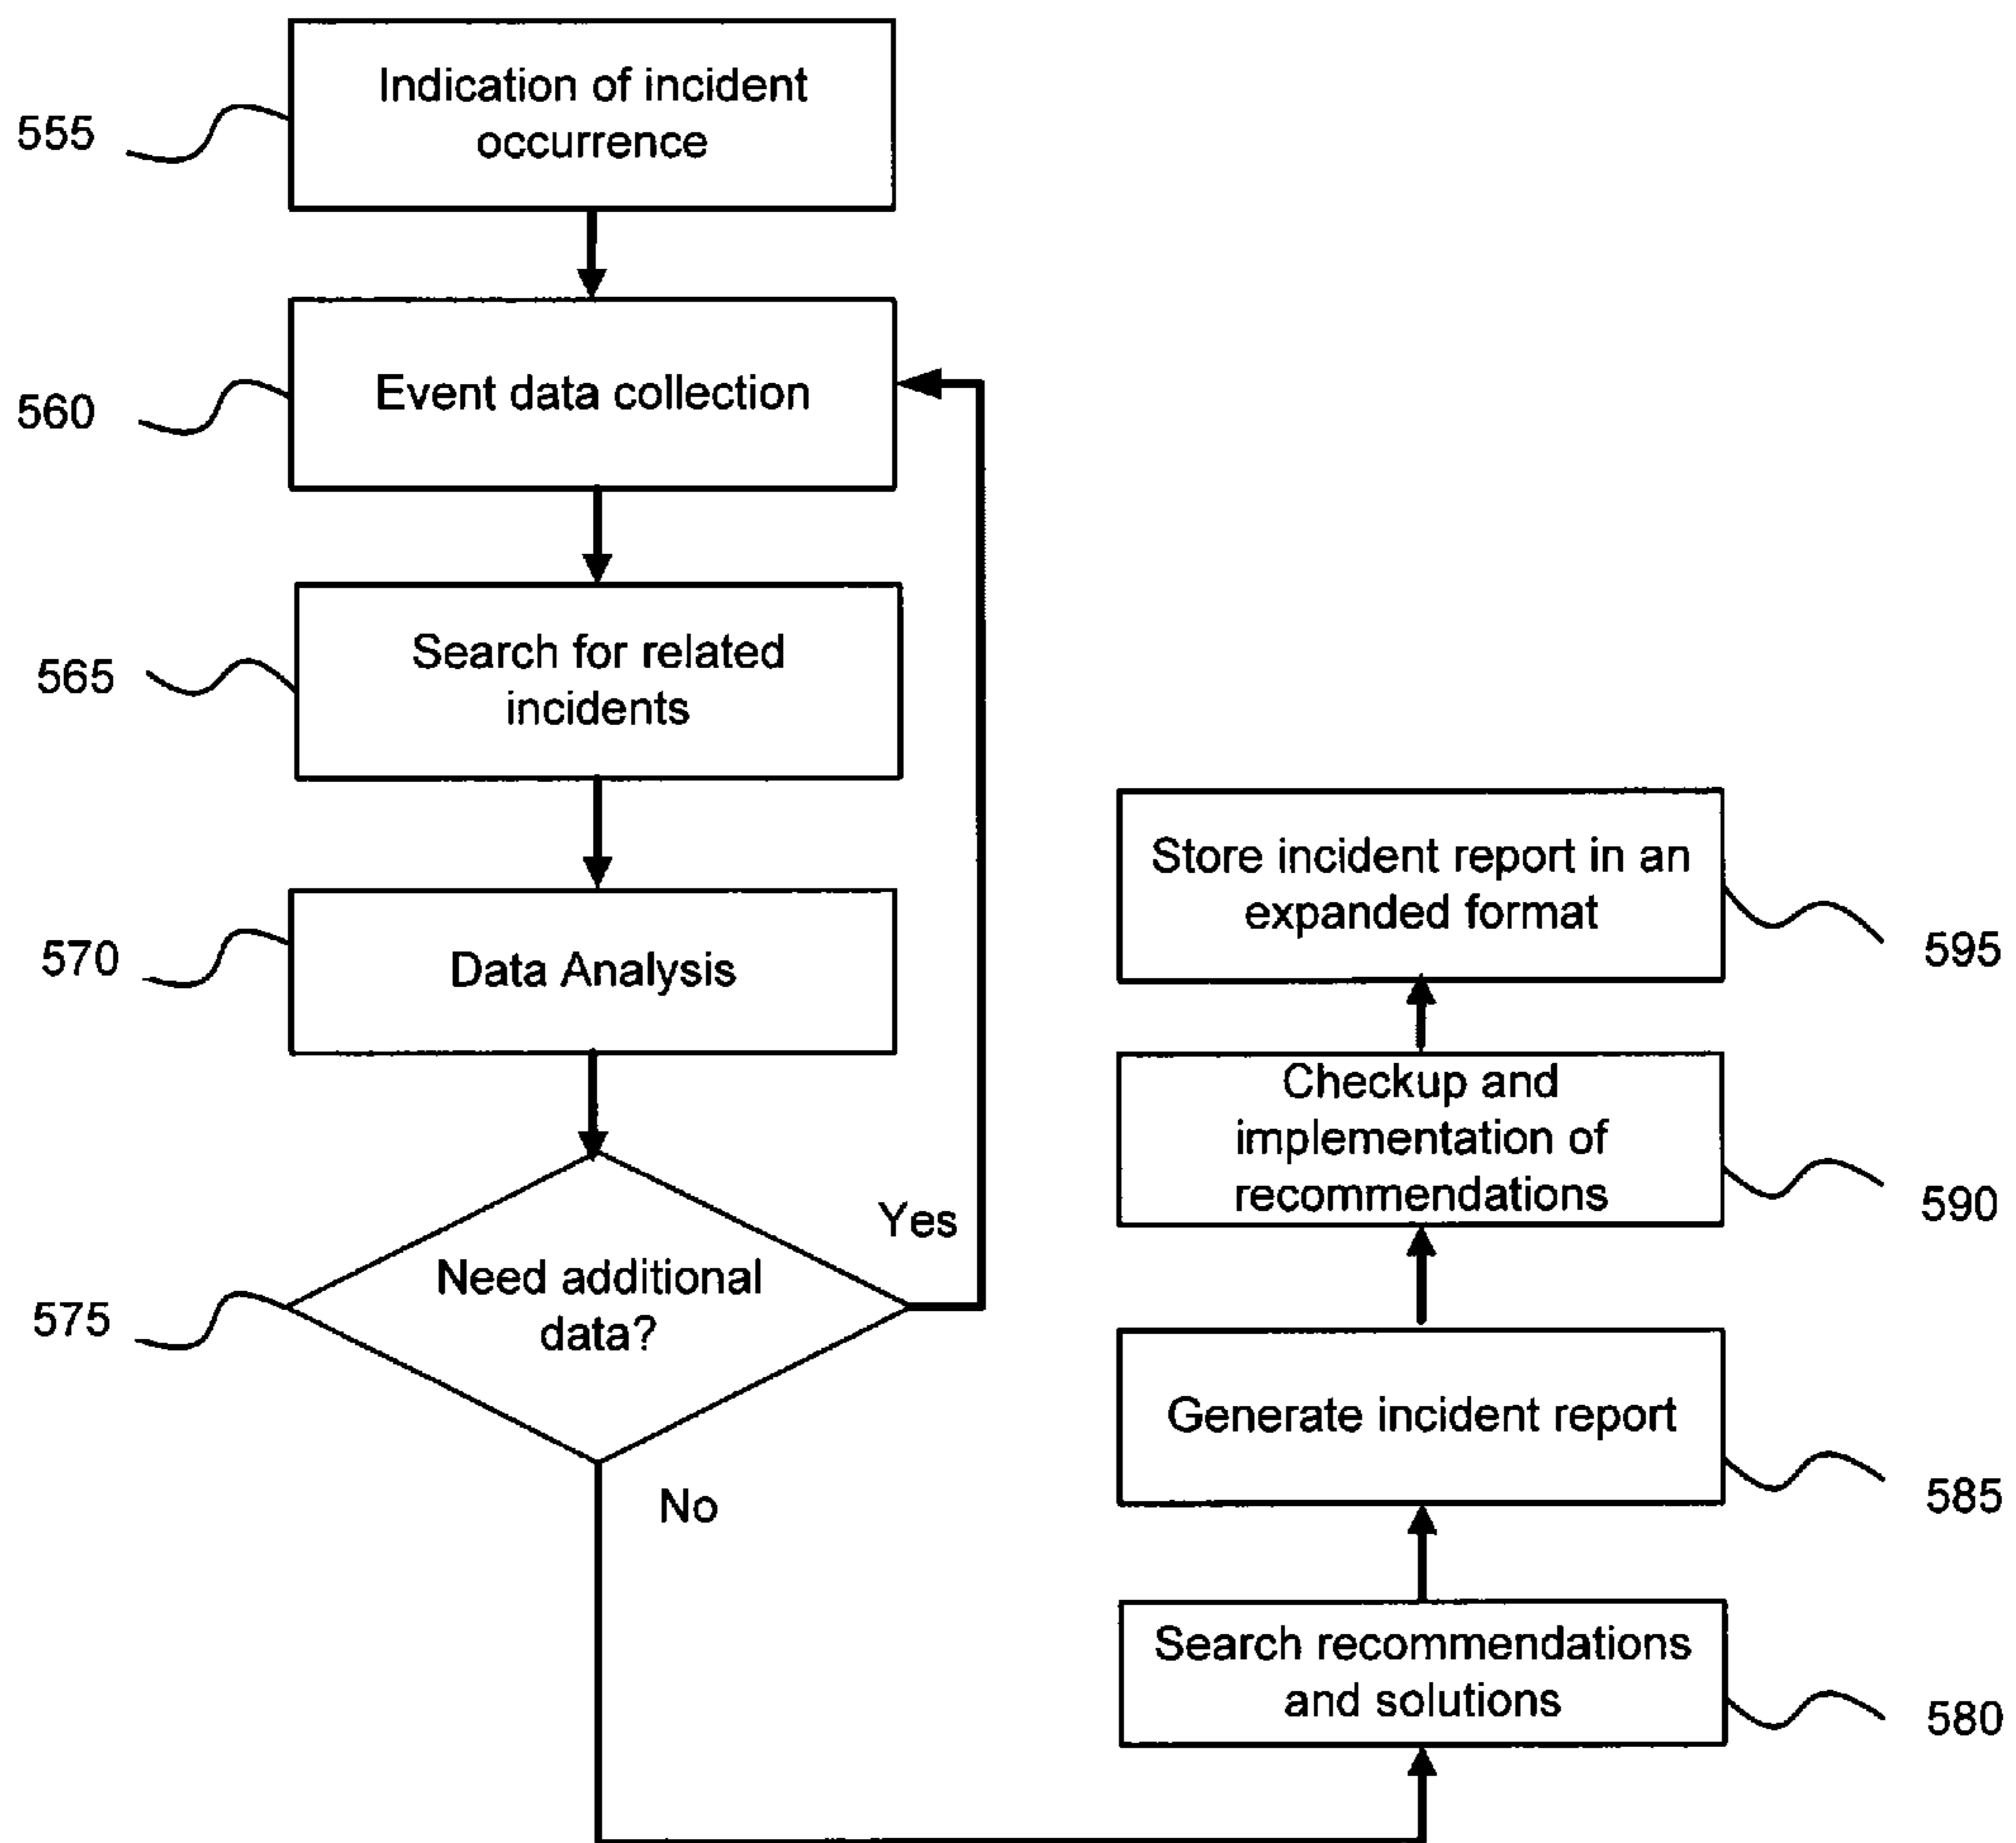 Indication of incident
occurrence
555
Event data collection
560
Search for related
incidents
565
Data Analysis
570
Need additional
data?
575
Yes
No
Store incident report in an
expanded format
595
Checkup and
implementation of
recommendations
590
Generate incident report
585
Search recommendations
and solutions
580